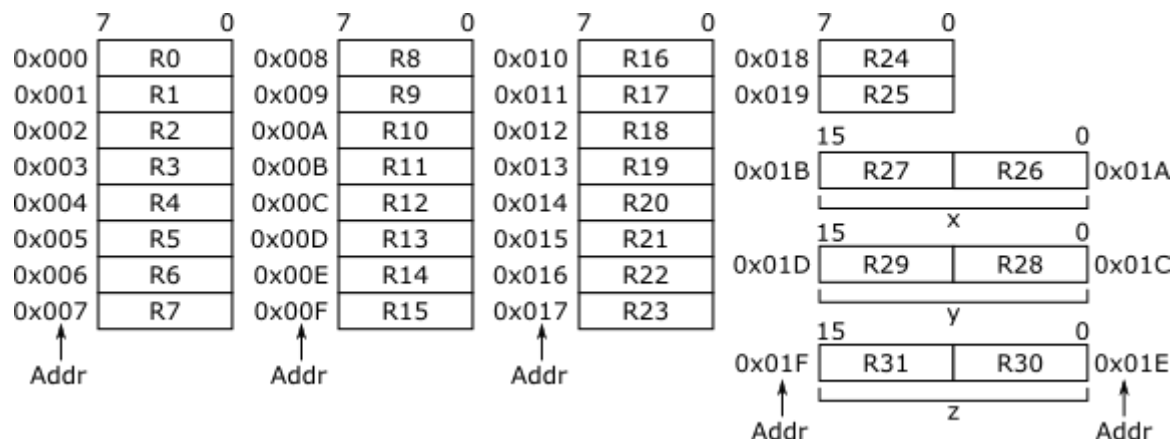 7 0 7 0 7 0 7 0
0x000 R0 0x008 R8 0x010 R16 0x018 R24
0x001 R1 0x009 R9 0x011 R17 0x019 R25
0x002 R2 0x00A R10 0x012 R18
15 0
0x003 R3 0x00B R11 0x013 R19 0x01B R27 R26 0x01A
0x004 R4 0x00C R12 0x014 R20
x
0x005 R5 0x00D R13 0x015 R21
15 0
0x006 R6 0x00E R14 0x016 R22 0x01D R29 R28 0x01C
0x007 R7 0x00F R15 0x017 R23
y
15 0
0x01F R31 R30 0x01E
Addr Addr Addr
z
Addr Addr